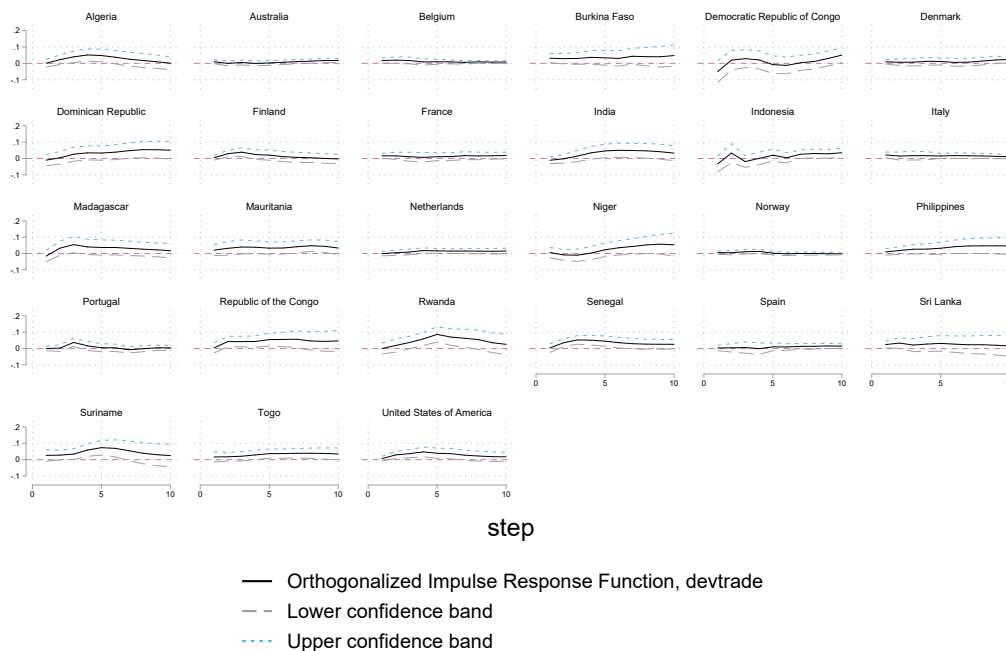 Algeria
Australia
Belgium
Burkina Faso
Democratic Republic of Congo
Denmark
.2
.1
0
-.1
Dominican Republic
Finland
France
India
Indonesia
Italy
.2
.1
0
-.1
Madagascar
Mauritania
Netherlands
Niger
Norway
Philippines
.2
.1
0
-.1
Portugal
Republic of the Congo
Rwanda
Senegal
Spain
Sri Lanka
.2
.1
0
-.1
0 5 10
0 5 10
0 5 10
Suriname
Togo
United States of America
.2
.1
0
-.1
0 5 10
0 5 10
0 5 10
step
Orthogonalized Impulse Response Function, devtrade
Lower confidence band
Upper confidence band